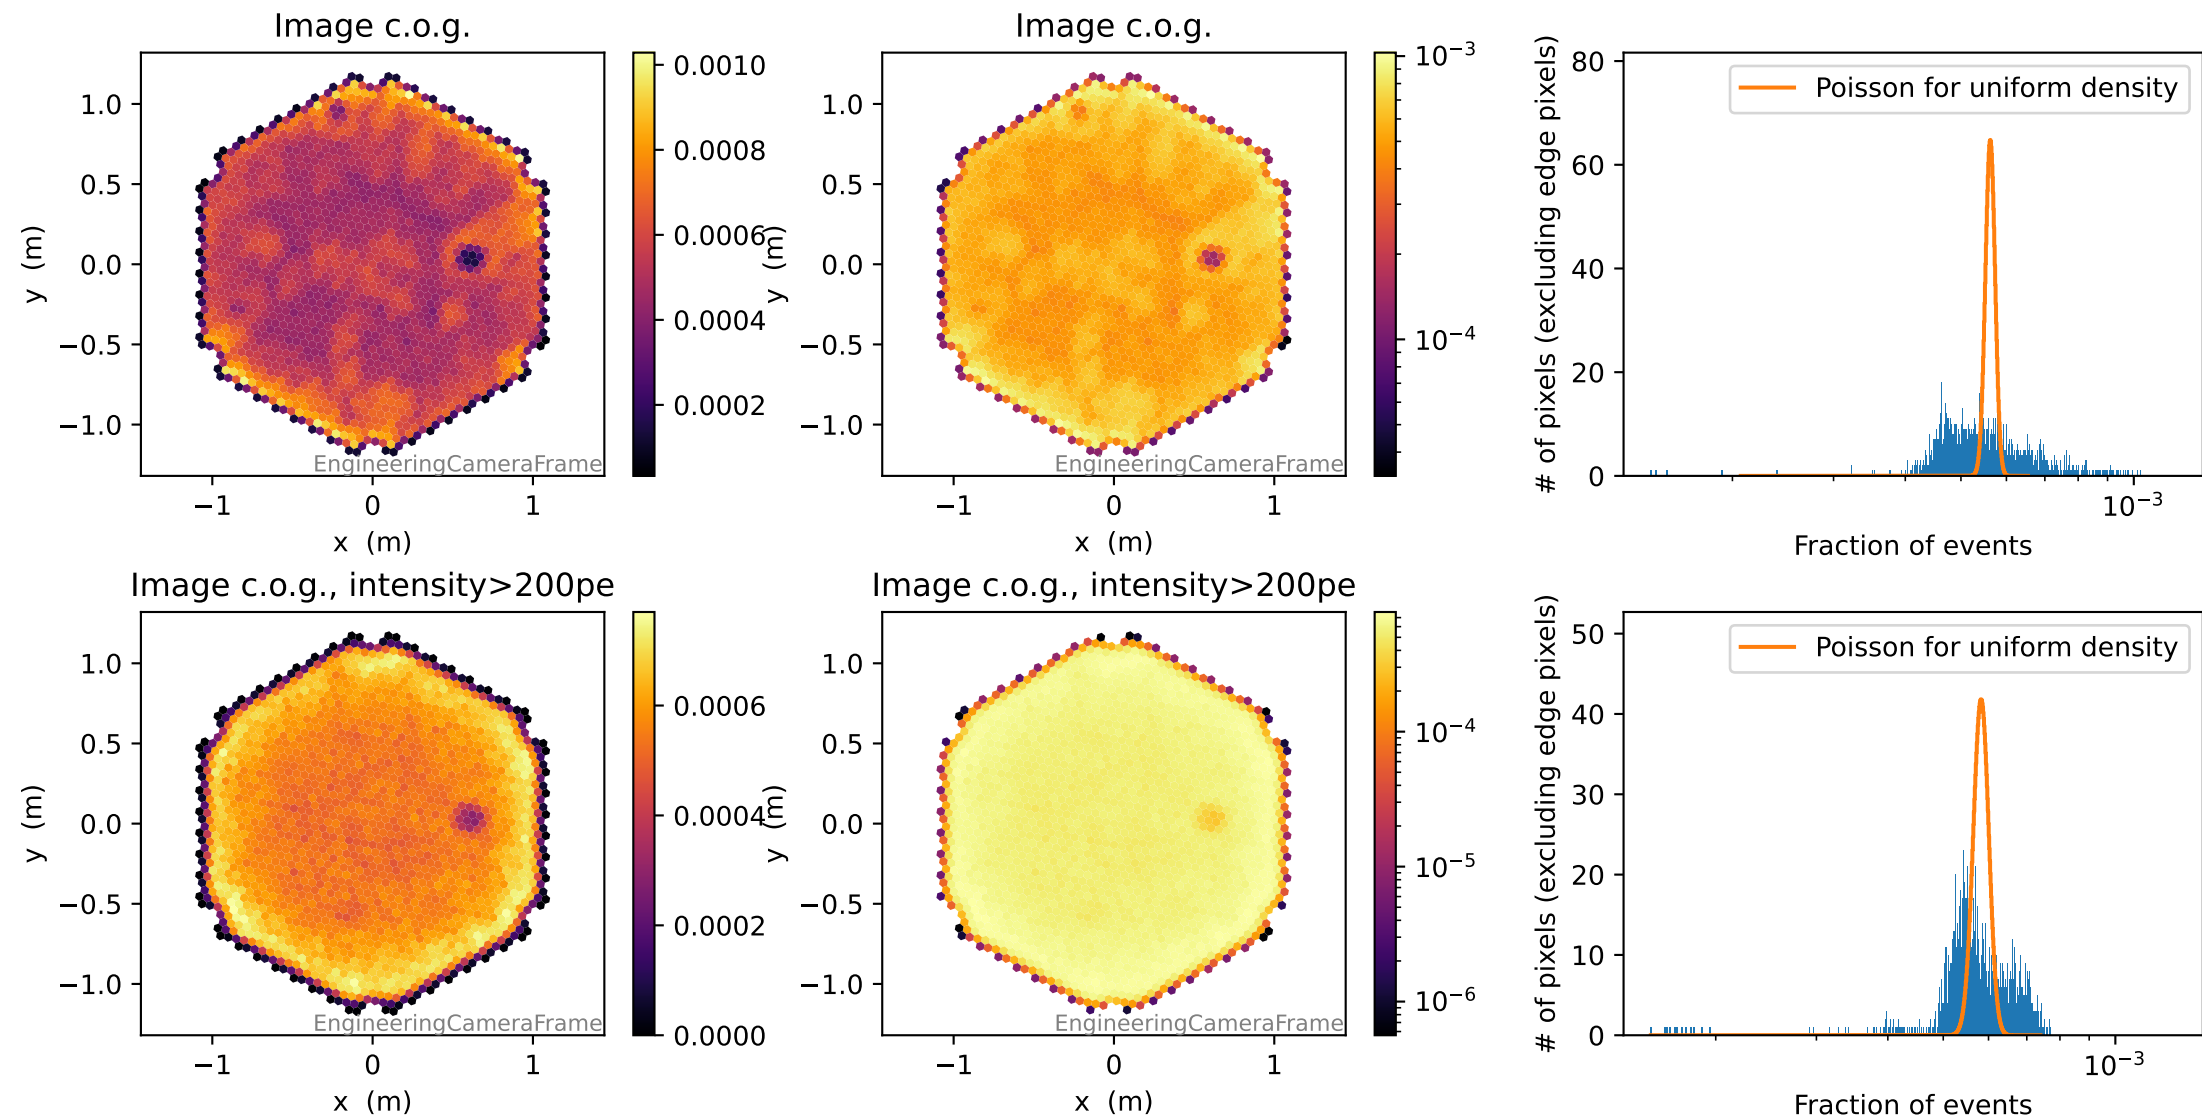 Image c.o.g.
1.0
0.5
0.0
−0.5
−1.0
y (m)
−1
0
1
x (m)
EngineeringCameraFrame
0.0010
0.0008
0.0006
0.0004
0.0002
Image c.o.g.
1.0
0.5
0.0
−0.5
−1.0
y (m)
−1
0
1
x (m)
EngineeringCameraFrame
10−3
10−4
80
60
40
20
0
# of pixels (excluding edge pixels)
Poisson for uniform density
10−3
Fraction of events
Image c.o.g., intensity>200pe
1.0
0.5
0.0
−0.5
−1.0
y (m)
−1
0
1
x (m)
EngineeringCameraFrame
0.0006
0.0004
0.0002
0.0000
Image c.o.g., intensity>200pe
1.0
0.5
0.0
−0.5
−1.0
y (m)
−1
0
1
x (m)
EngineeringCameraFrame
10−4
10−5
10−6
50
40
30
20
10
0
# of pixels (excluding edge pixels)
Poisson for uniform density
10−3
Fraction of events